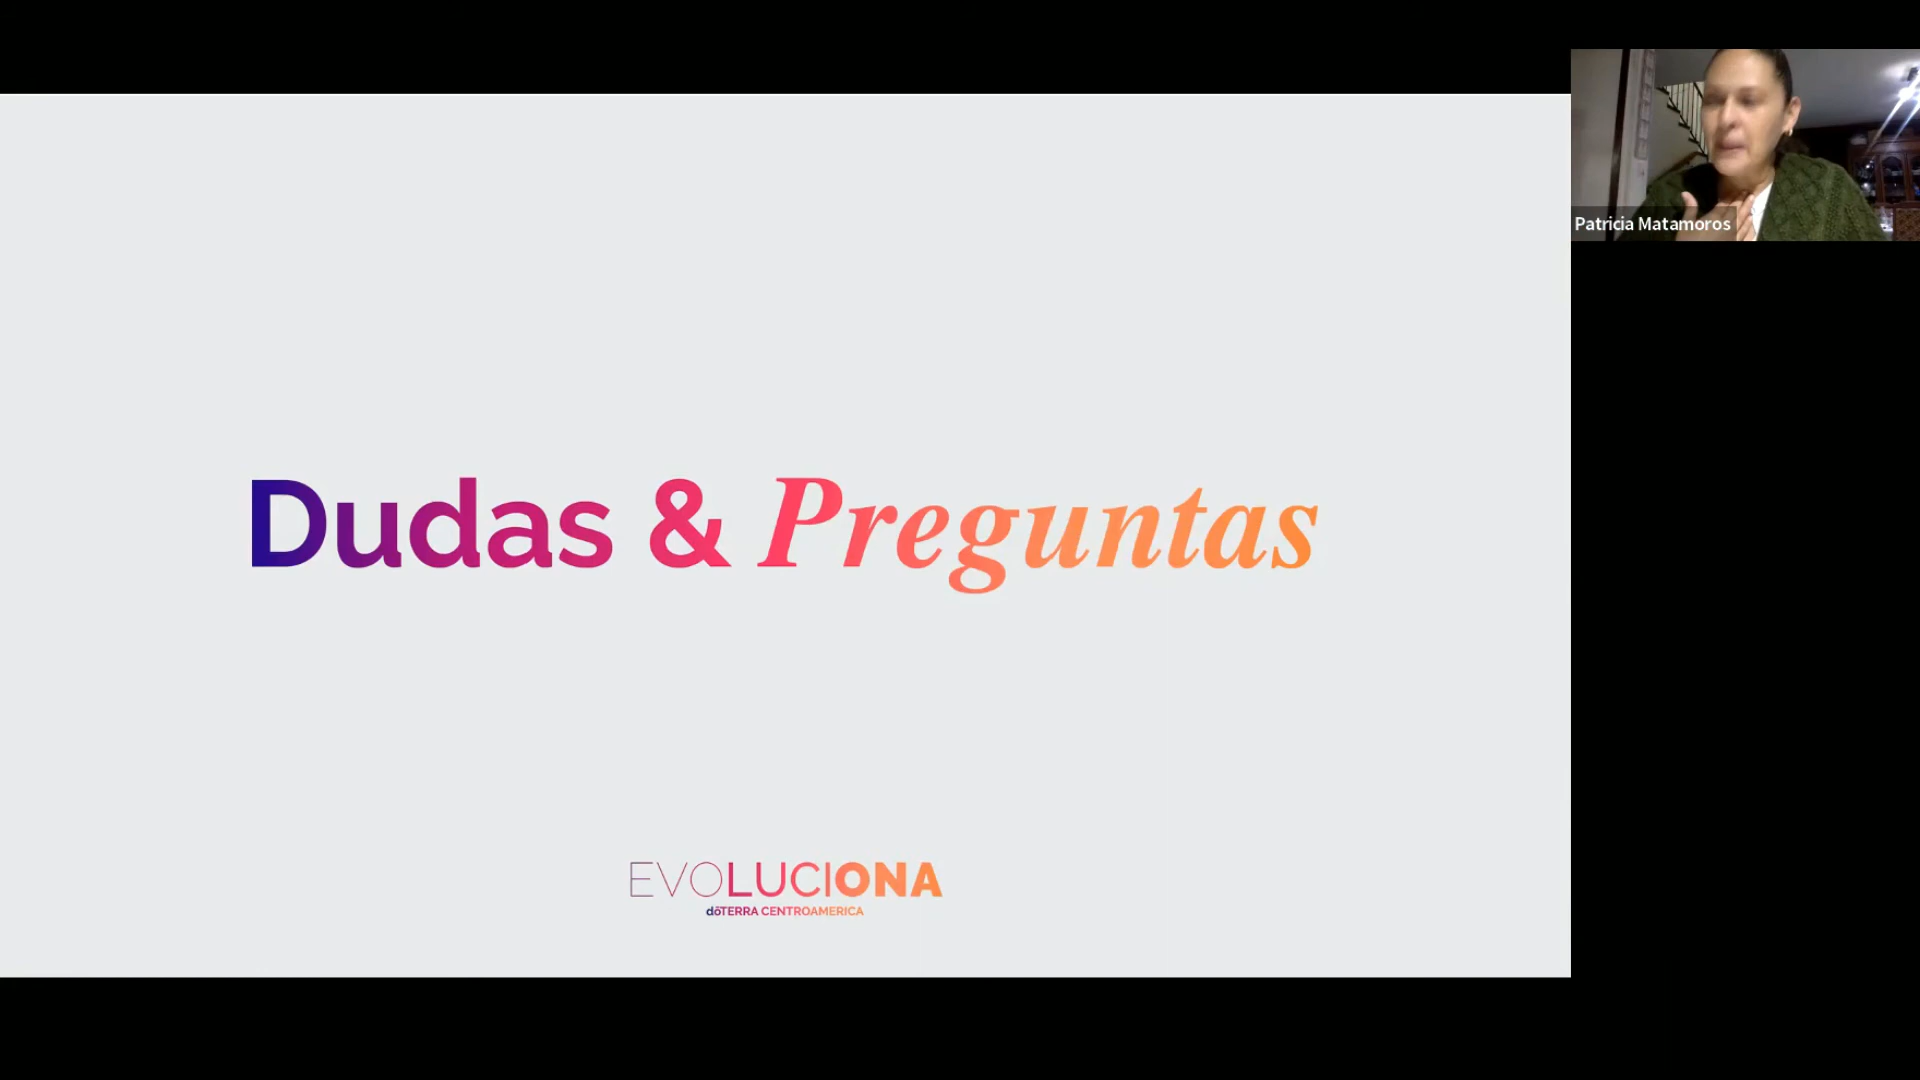 Patricia Matamoros
Dudas & Preguntas
EVOLUCIONA
dōTERRA CENTROAMERICA